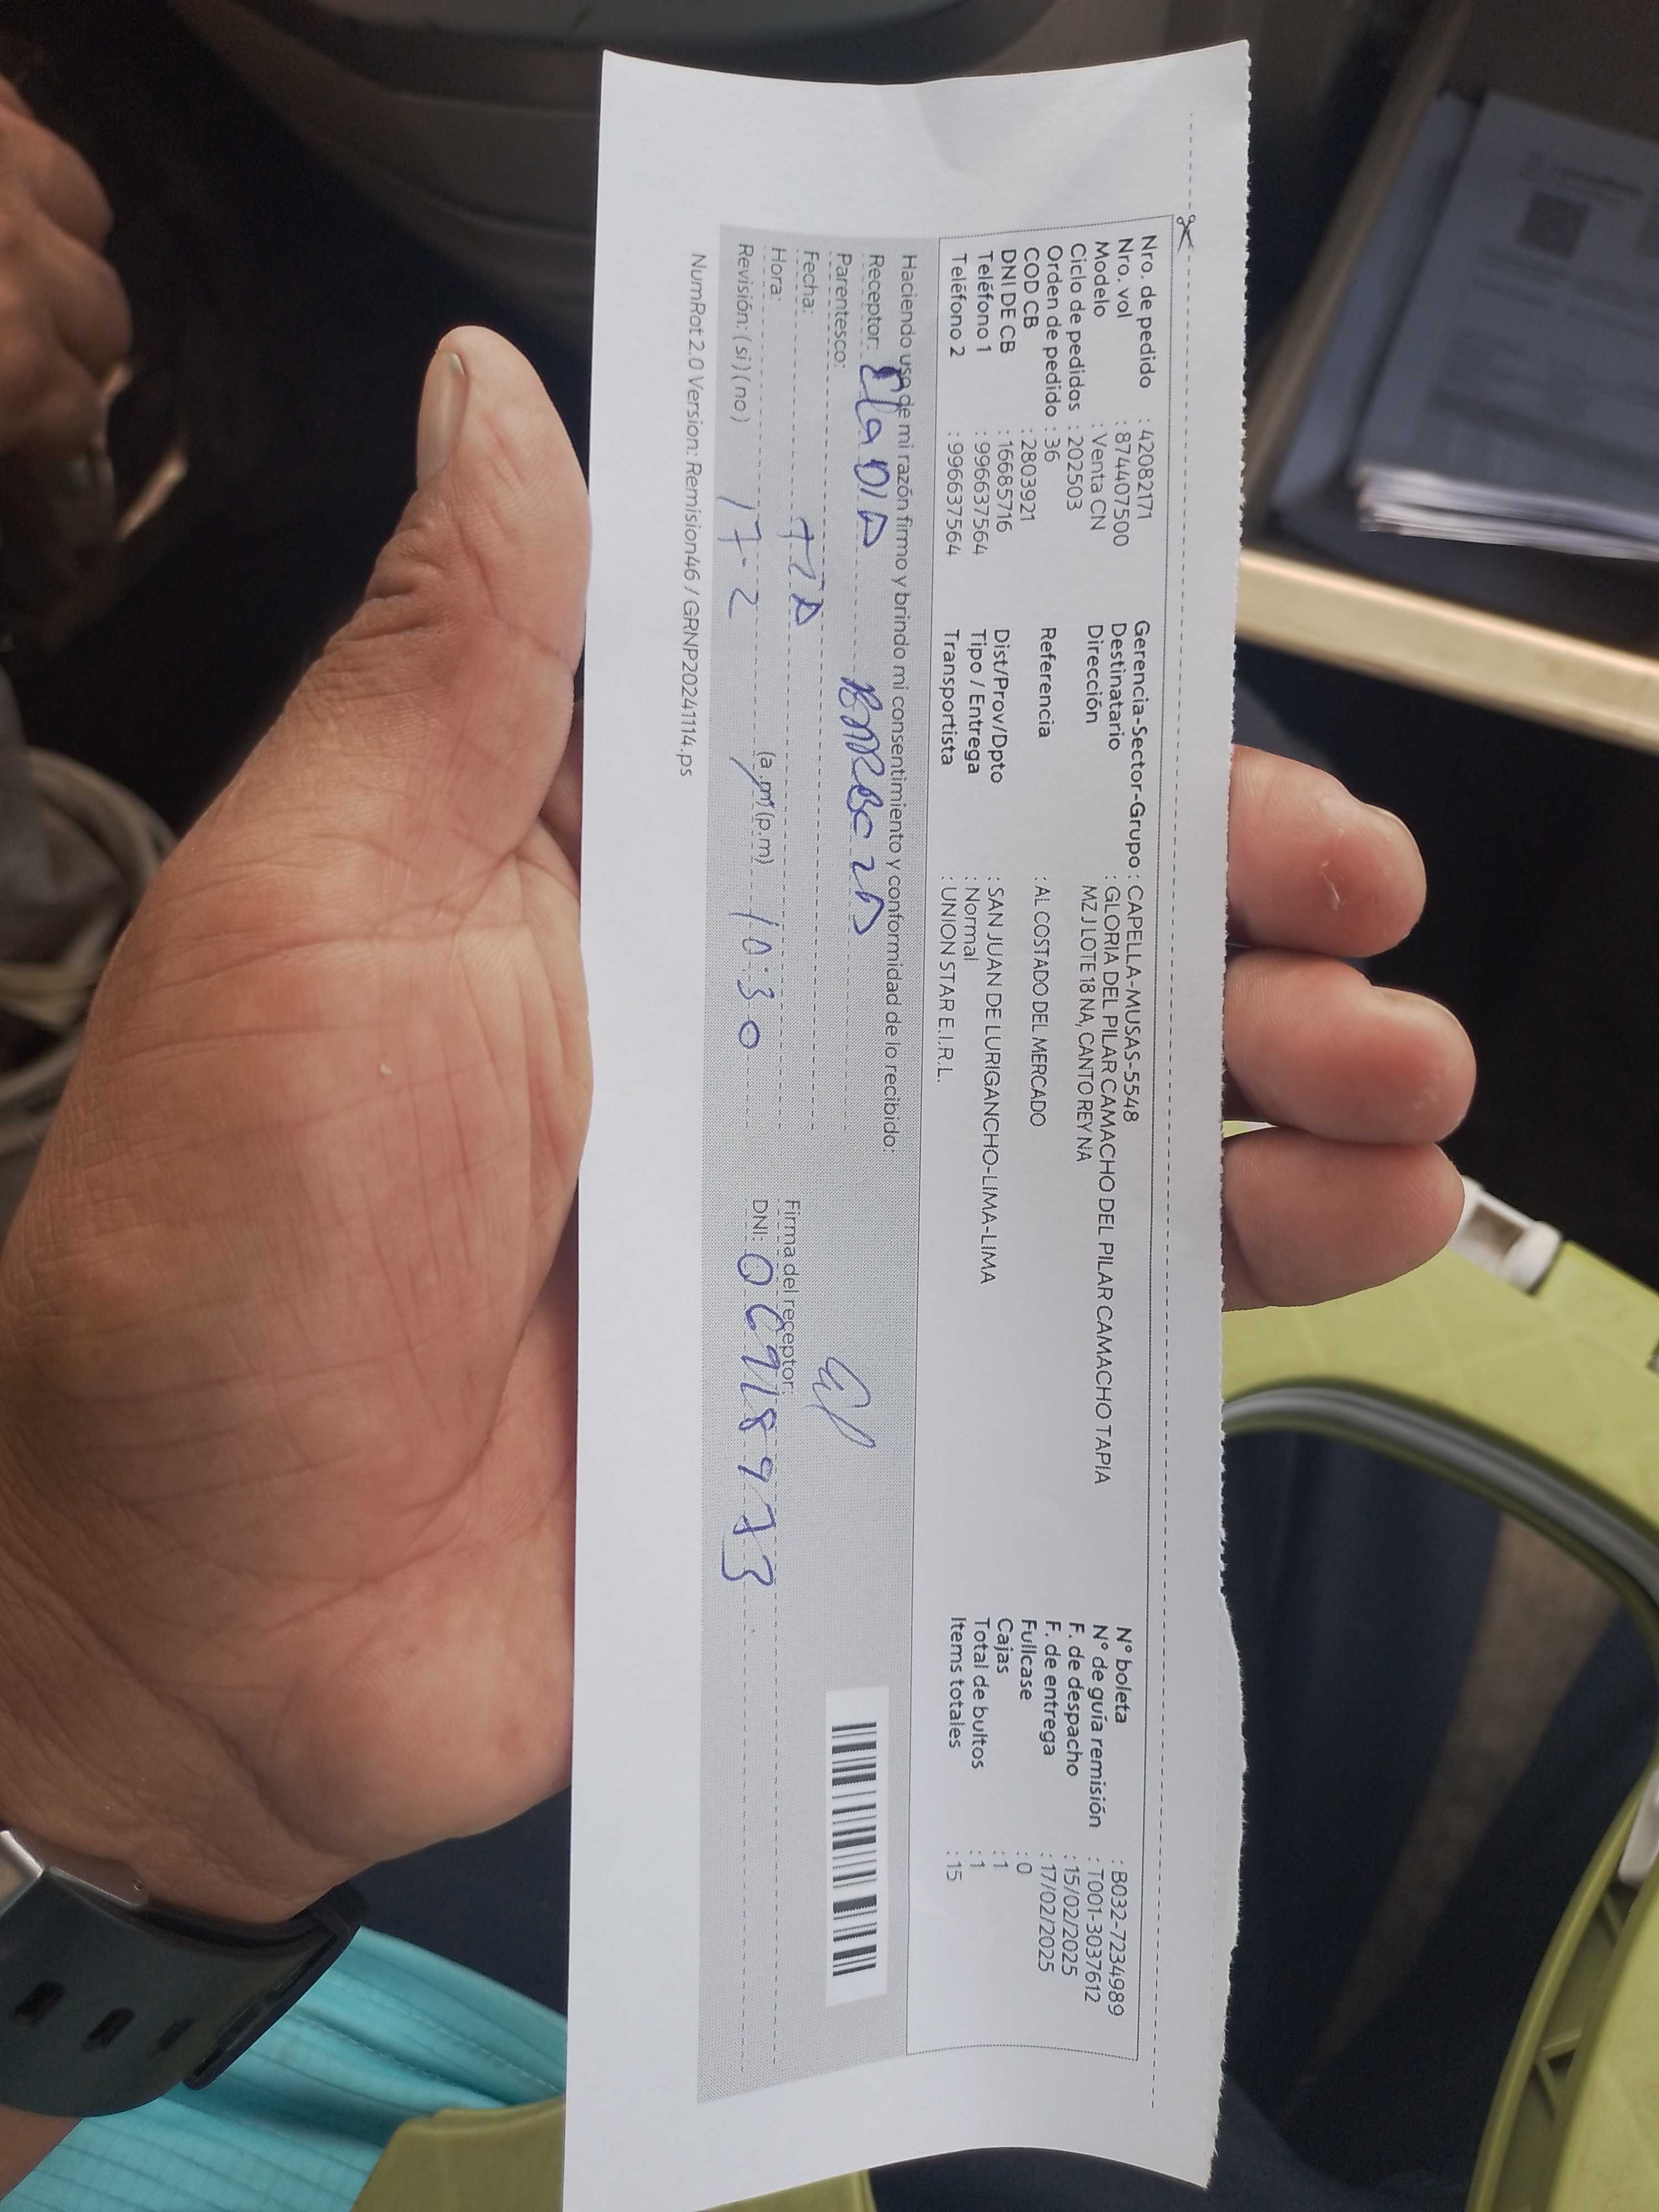 Nro. de pedido : 42082171 Gerencia-Sector-Grupo : CAPELLA-MUSAS-5548 N° boleta : B032-7234989
Nro. vol : 8744407500 Destinatario : GLORIA DEL PILAR CAMACHO DEL PILAR CAMACHO TAPIA N° de guía remisión : T001-3037612
Modelo : Venta CN Dirección MZ J LOTE 18 NA, CANTO REY NA F. de despacho : 15/02/2025
Ciclo de pedidos : 202503 F. de entrega : 17/02/2025
Orden de pedido : 36 Referencia : AL COSTADO DEL MERCADO Fullcase : 0
COD CB : 2803921 Cajas : 1
DNI DE CB : 16685716 Dist/Prov/Dpto : SAN JUAN DE LURIGANCHO-LIMA-LIMA Total de bultos : 1
Teléfono 1 : 996637564 Tipo / Entrega : Normal Items totales : 15
Teléfono 2 : 996637564 Transportista : UNION STAR E.I.R.L.
Haciendo uso de mi razón firmo y brindo mi consentimiento y conformidad de lo recibido:
Receptor:
Parentesco:
Fecha:
Hora: (a.m)(p.m) Firma del receptor:
Revisión: (si) (no) 17-2 10:30 DNI:
NumRot 2.0 Version: Remision46 / GRNP20241114.ps